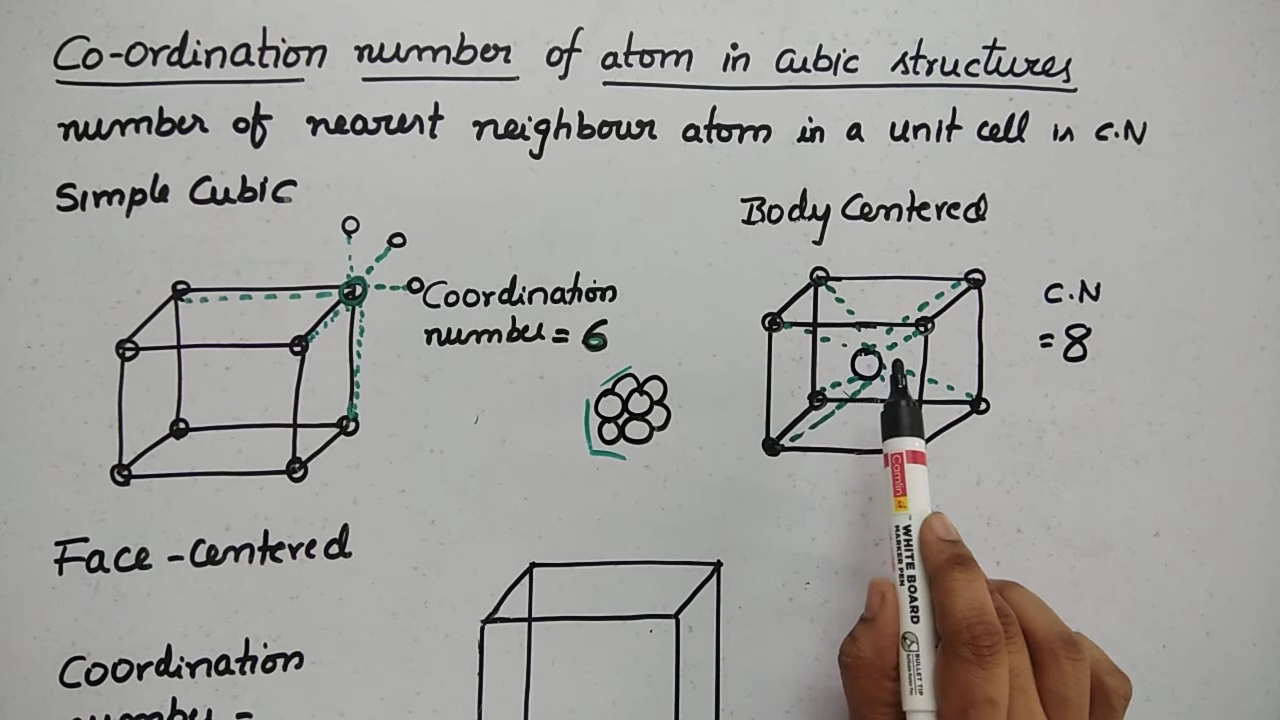 Co-ordination number of atom in cubic structures
number of nearest neighbour atom in a unit cell is C.N
Simple Cubic
Body Centered
Coordination
number = 6
C.N
= 8
Face-centered
Coordination
number =
Camlin
WHITE BOARD
MARKER PEN
BULLET TIP